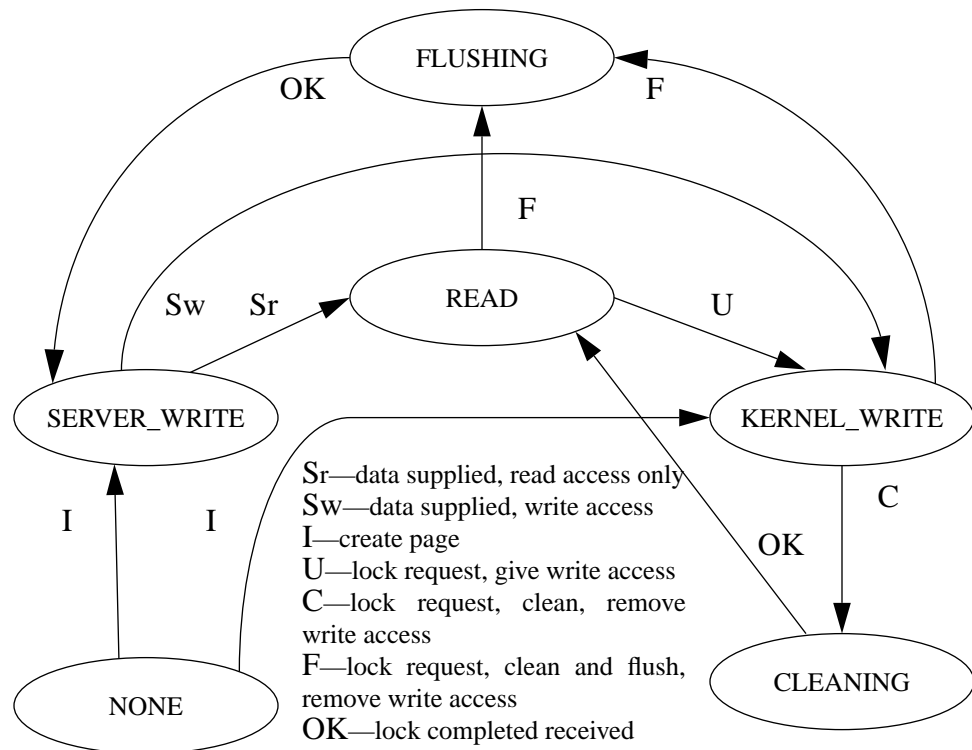 FLUSHING
OK
F
F
Sw
Sr
READ
U
SERVER_WRITE
KERNEL_WRITE
I
I
Sr—data supplied, read access only
Sw—data supplied, write access
I—create page
U—lock request, give write access
C—lock request, clean, remove
write access
F—lock request, clean and flush,
remove write access
OK—lock completed received
C
OK
NONE
CLEANING